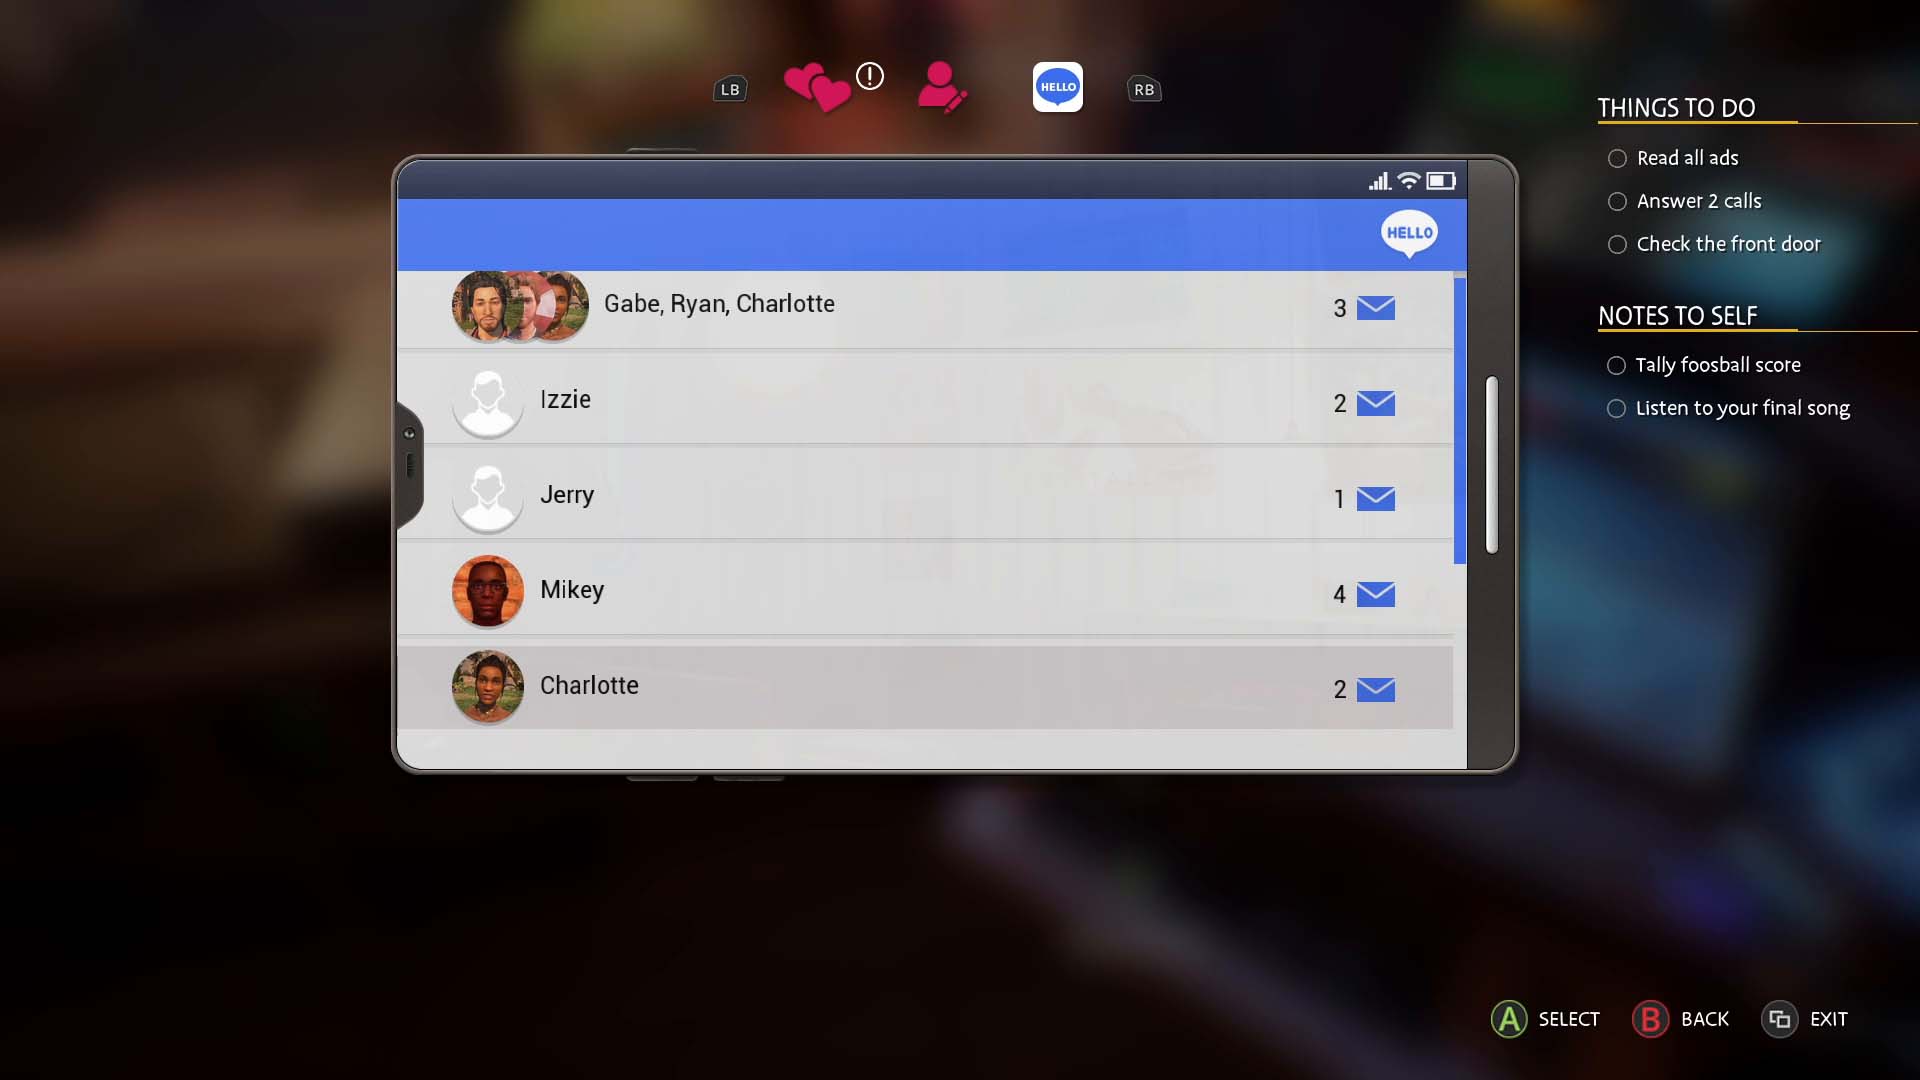 LB
HELLO
RB
HELLO
Gabe, Ryan, Charlotte
3
Izzie
2
Jerry
1
Mikey
4
Charlotte
2
THINGS TO DO
Read all ads
Answer 2 calls
Check the front door
NOTES TO SELF
Tally foosball score
Listen to your final song
A SELECT
B BACK
EXIT